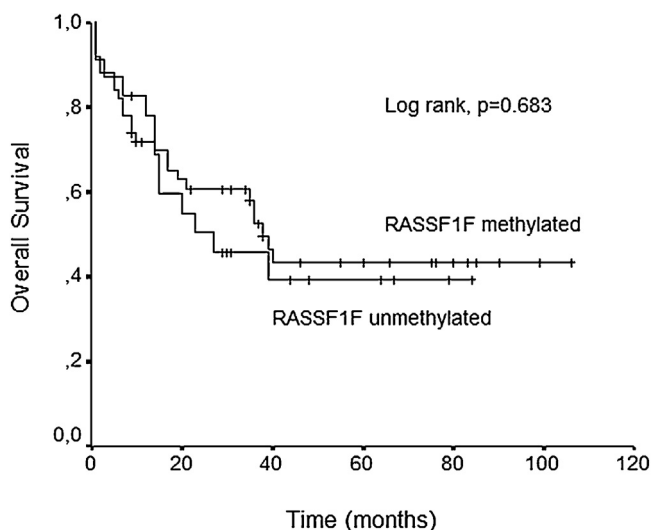 1,0
,8
,6
,4
,2
0,0
Overall Survival
Log rank, p=0.683
RASSF1F methylated
RASSF1F unmethylated
0 20 40 60 80 100 120
Time (months)